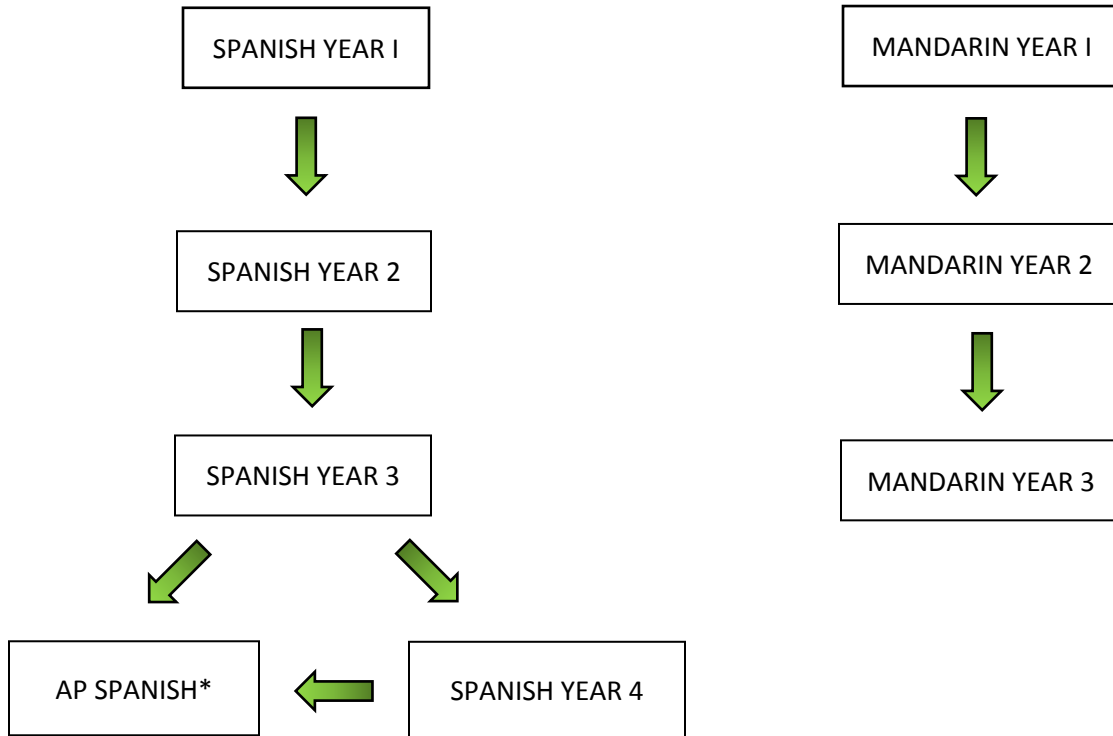 SPANISH YEAR I
MANDARIN YEAR I
SPANISH YEAR 2
MANDARIN YEAR 2
SPANISH YEAR 3
MANDARIN YEAR 3
AP SPANISH*
SPANISH YEAR 4